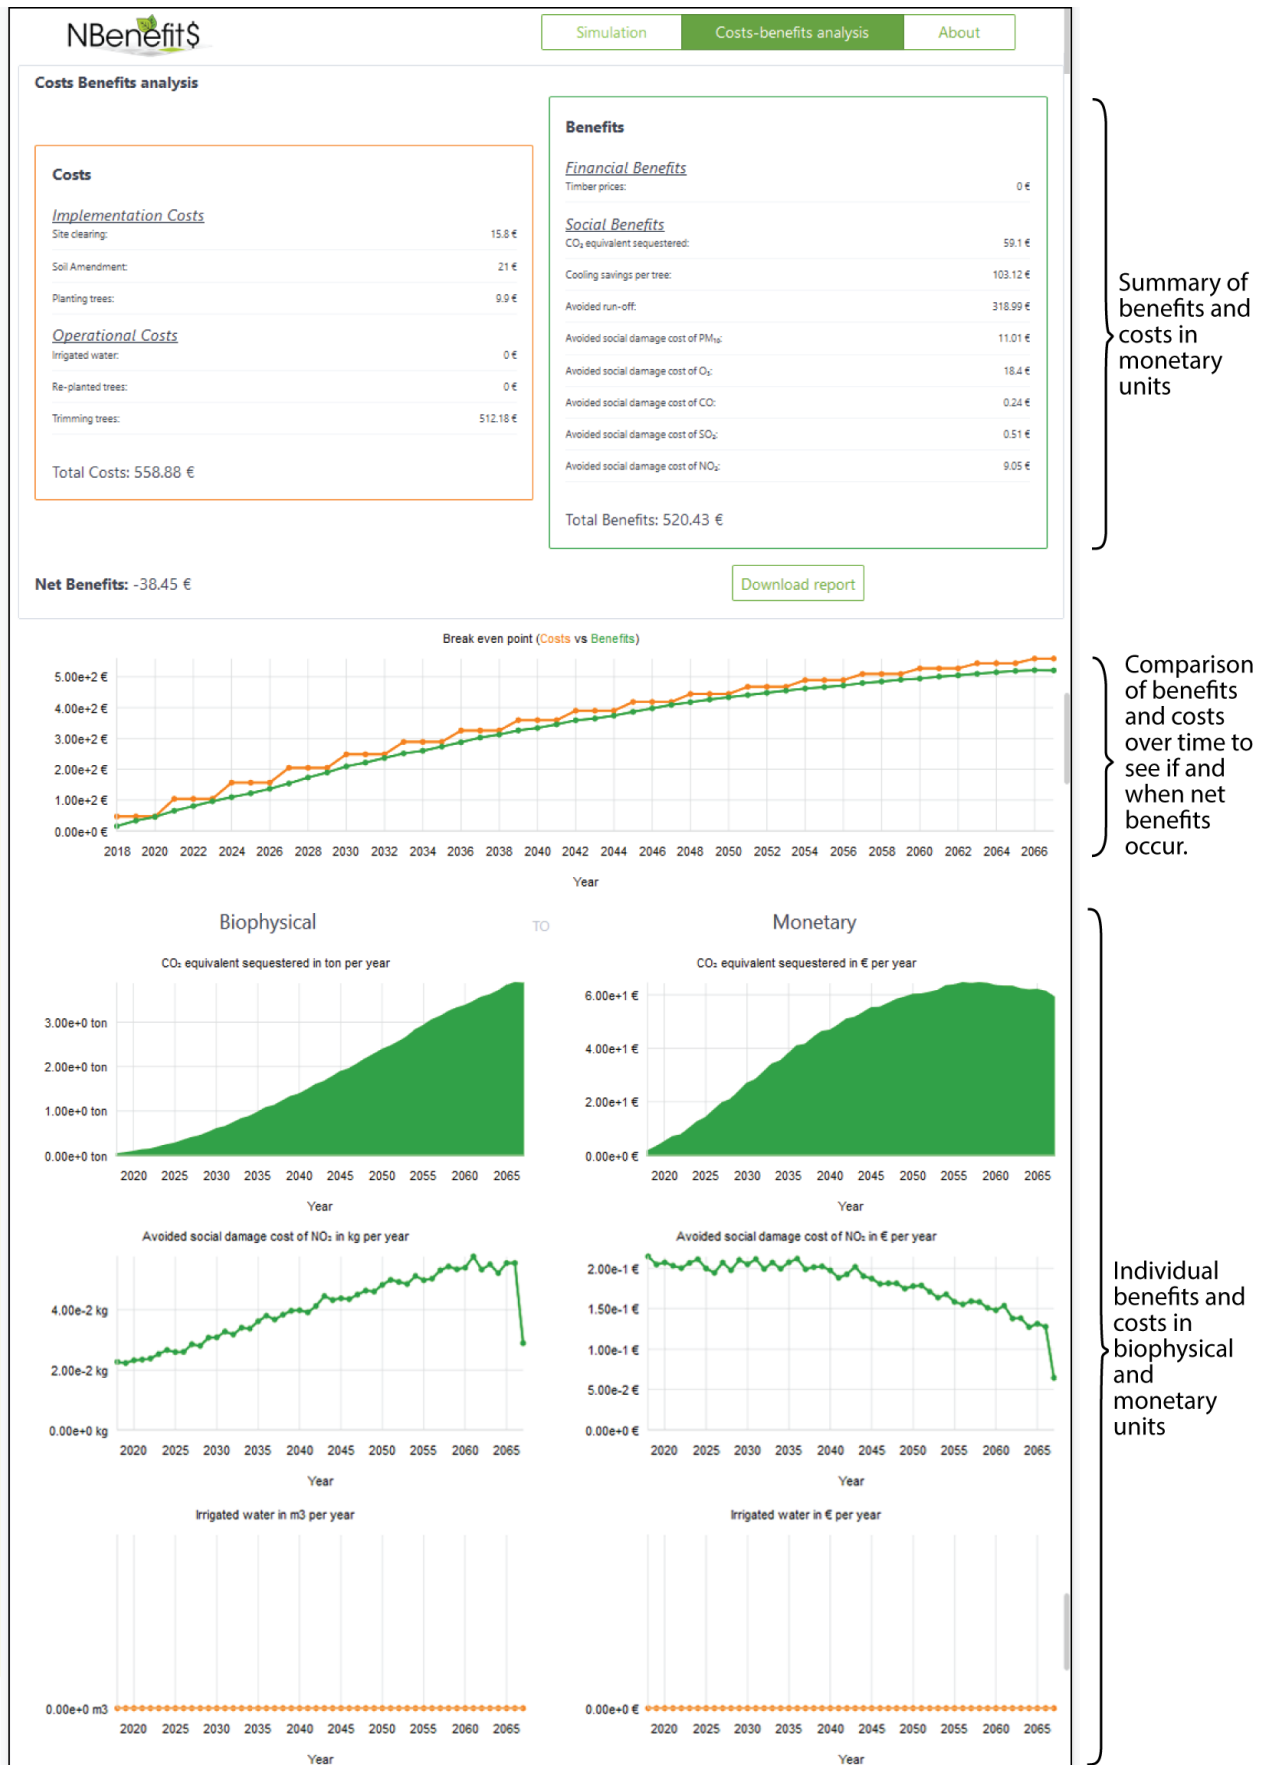 NBenefit$
Simulation
Costs-benefits analysis
About
Costs Benefits analysis
Costs
Implementation Costs
Site clearing: 15.8 €
Soil Amendment: 21 €
Planting trees: 9.9 €
Operational Costs
Irrigated water: 0 €
Re-planted trees: 0 €
Trimming trees: 512.18 €
Total Costs: 558.88 €
Benefits
Financial Benefits
Timber prices: 0 €
Social Benefits
CO₂ equivalent sequestered: 59.1 €
Cooling savings per tree: 103.12 €
Avoided run-off: 318.99 €
Avoided social damage cost of PM₁₀: 11.01 €
Avoided social damage cost of O₃: 18.4 €
Avoided social damage cost of CO: 0.24 €
Avoided social damage cost of SO₂: 0.51 €
Avoided social damage cost of NO₂: 9.05 €
Total Benefits: 520.43 €
Net Benefits: -38.45 €
Download report
Summary of
benefits and
costs in
monetary
units
Break even point (Costs vs Benefits)
5.00e+2 €
4.00e+2 €
3.00e+2 €
2.00e+2 €
1.00e+2 €
0.00e+0 €
2018 2020 2022 2024 2026 2028 2030 2032 2034 2036 2038 2040 2042 2044 2046 2048 2050 2052 2054 2056 2058 2060 2062 2064 2066
Year
Comparison
of benefits
and costs
over time to
see if and
when net
benefits
occur.
Biophysical
TO
Monetary
CO₂ equivalent sequestered in ton per year
3.00e+0 ton
2.00e+0 ton
1.00e+0 ton
0.00e+0 ton
2020 2025 2030 2035 2040 2045 2050 2055 2060 2065
Year
CO₂ equivalent sequestered in € per year
6.00e+1 €
4.00e+1 €
2.00e+1 €
0.00e+0 €
2020 2025 2030 2035 2040 2045 2050 2055 2060 2065
Year
Avoided social damage cost of NO₂ in kg per year
4.00e-2 kg
2.00e-2 kg
0.00e+0 kg
2020 2025 2030 2035 2040 2045 2050 2055 2060 2065
Year
Avoided social damage cost of NO₂ in € per year
2.00e-1 €
1.50e-1 €
1.00e-1 €
5.00e-2 €
0.00e+0 €
2020 2025 2030 2035 2040 2045 2050 2055 2060 2065
Year
Irrigated water in m3 per year
0.00e+0 m3
2020 2025 2030 2035 2040 2045 2050 2055 2060 2065
Year
Irrigated water in € per year
0.00e+0 €
2020 2025 2030 2035 2040 2045 2050 2055 2060 2065
Year
Individual
benefits and
costs in
biophysical
and
monetary
units